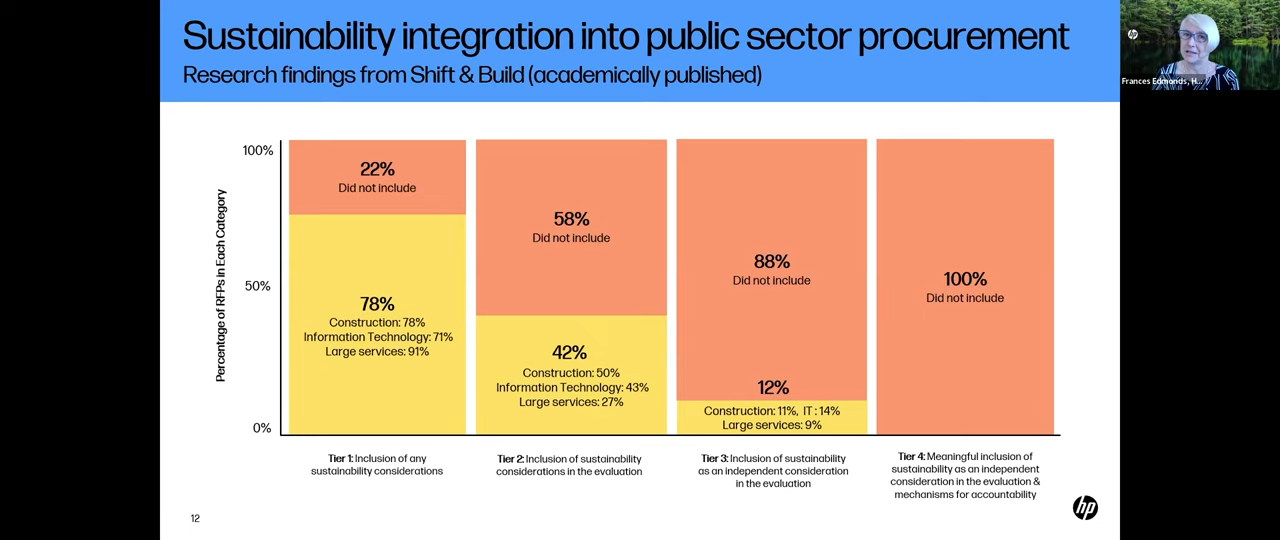 Sustainability integration into public sector procurement
Research findings from Shift & Build (academically published)
hp
Frances Edmonds, H...
Percentage of RFPs in Each Category
100%
50%
0%
22%
Did not include
78%
Construction: 78%
Information Technology: 71%
Large services: 91%
58%
Did not include
42%
Construction: 50%
Information Technology: 43%
Large services: 27%
88%
Did not include
12%
Construction: 11%, IT : 14%
Large services: 9%
100%
Did not include
Tier 1: Inclusion of any
sustainability considerations
Tier 2: Inclusion of sustainability
considerations in the evaluation
Tier 3: Inclusion of sustainability
as an independent consideration
in the evaluation
Tier 4: Meaningful inclusion of
sustainability as an independent
consideration in the evaluation &
mechanisms for accountability
12
hp